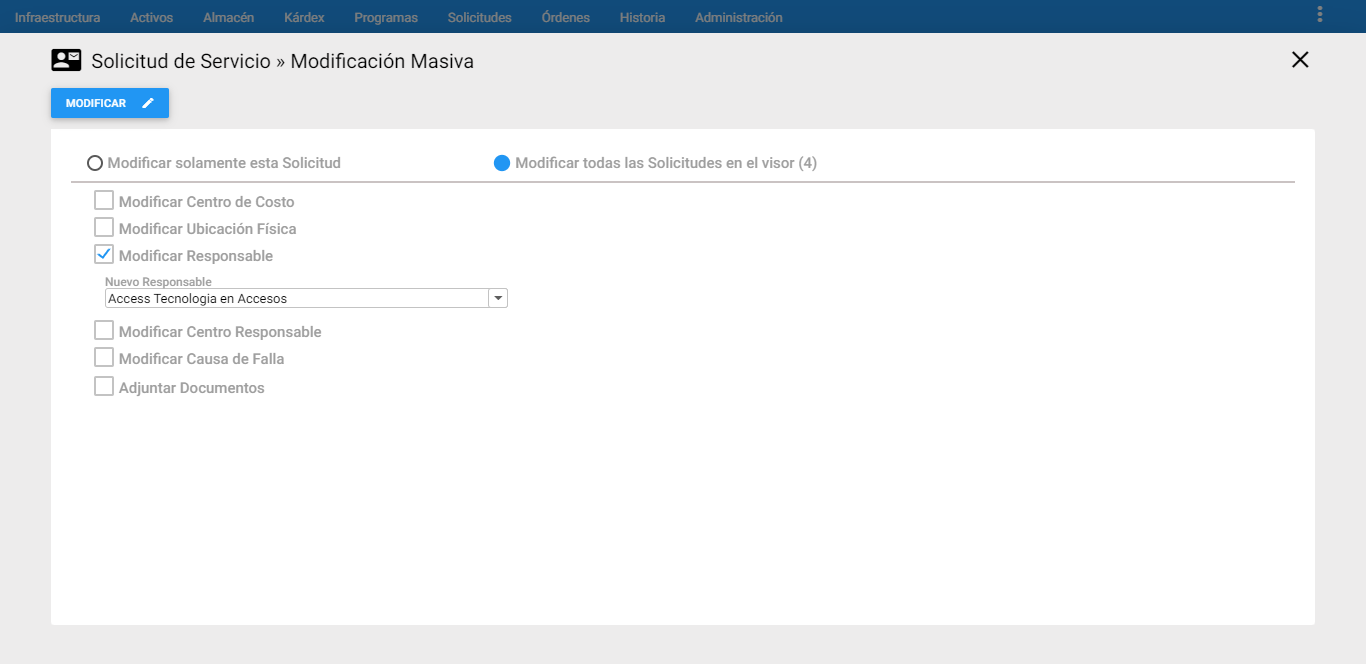 Infraestructura Activos Almacén Kárdex Programas Solicitudes Órdenes Historia Administración
Solicitud de Servicio » Modificación Masiva
MODIFICAR
Modificar solamente esta Solicitud Modificar todas las Solicitudes en el visor (4)
Modificar Centro de Costo
Modificar Ubicación Física
Modificar Responsable
Nuevo Responsable
Access Tecnologia en Accesos
Modificar Centro Responsable
Modificar Causa de Falla
Adjuntar Documentos